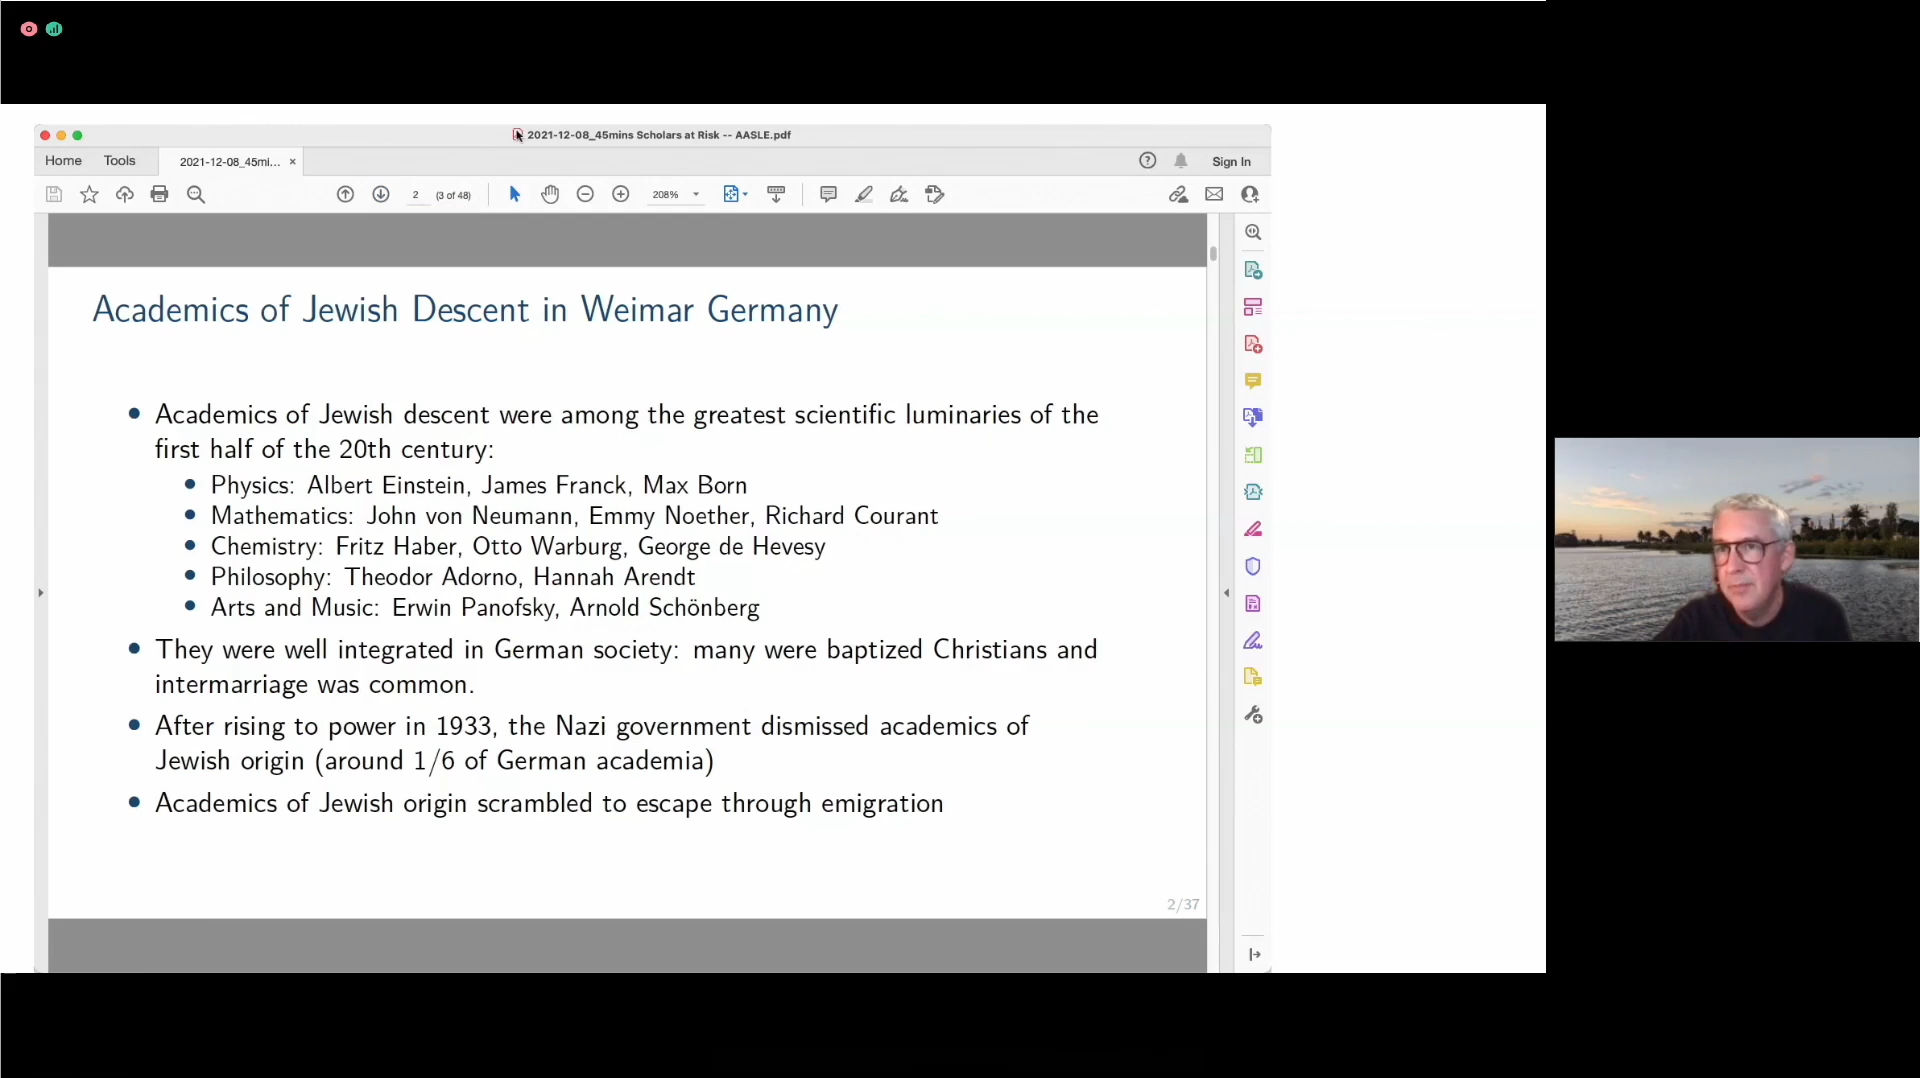 2021-12-08_45mins Scholars at Risk -- AASLE.pdf
Home Tools 2021-12-08_45mi... × Sign In
2 (3 of 48) 208%
Academics of Jewish Descent in Weimar Germany
• Academics of Jewish descent were among the greatest scientific luminaries of the
first half of the 20th century:
• Physics: Albert Einstein, James Franck, Max Born
• Mathematics: John von Neumann, Emmy Noether, Richard Courant
• Chemistry: Fritz Haber, Otto Warburg, George de Hevesy
• Philosophy: Theodor Adorno, Hannah Arendt
• Arts and Music: Erwin Panofsky, Arnold Schönberg
• They were well integrated in German society: many were baptized Christians and
intermarriage was common.
• After rising to power in 1933, the Nazi government dismissed academics of
Jewish origin (around 1/6 of German academia)
• Academics of Jewish origin scrambled to escape through emigration
2/37